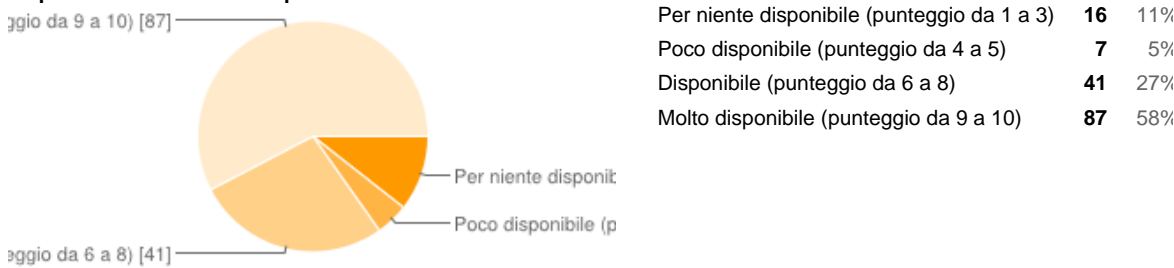 ggio da 9 a 10) [87]
Per niente disponib
Poco disponibile (p
eggio da 6 a 8) [41]
Per niente disponibile (punteggio da 1 a 3) 16 11%
Poco disponibile (punteggio da 4 a 5) 7 5%
Disponibile (punteggio da 6 a 8) 41 27%
Molto disponibile (punteggio da 9 a 10) 87 58%